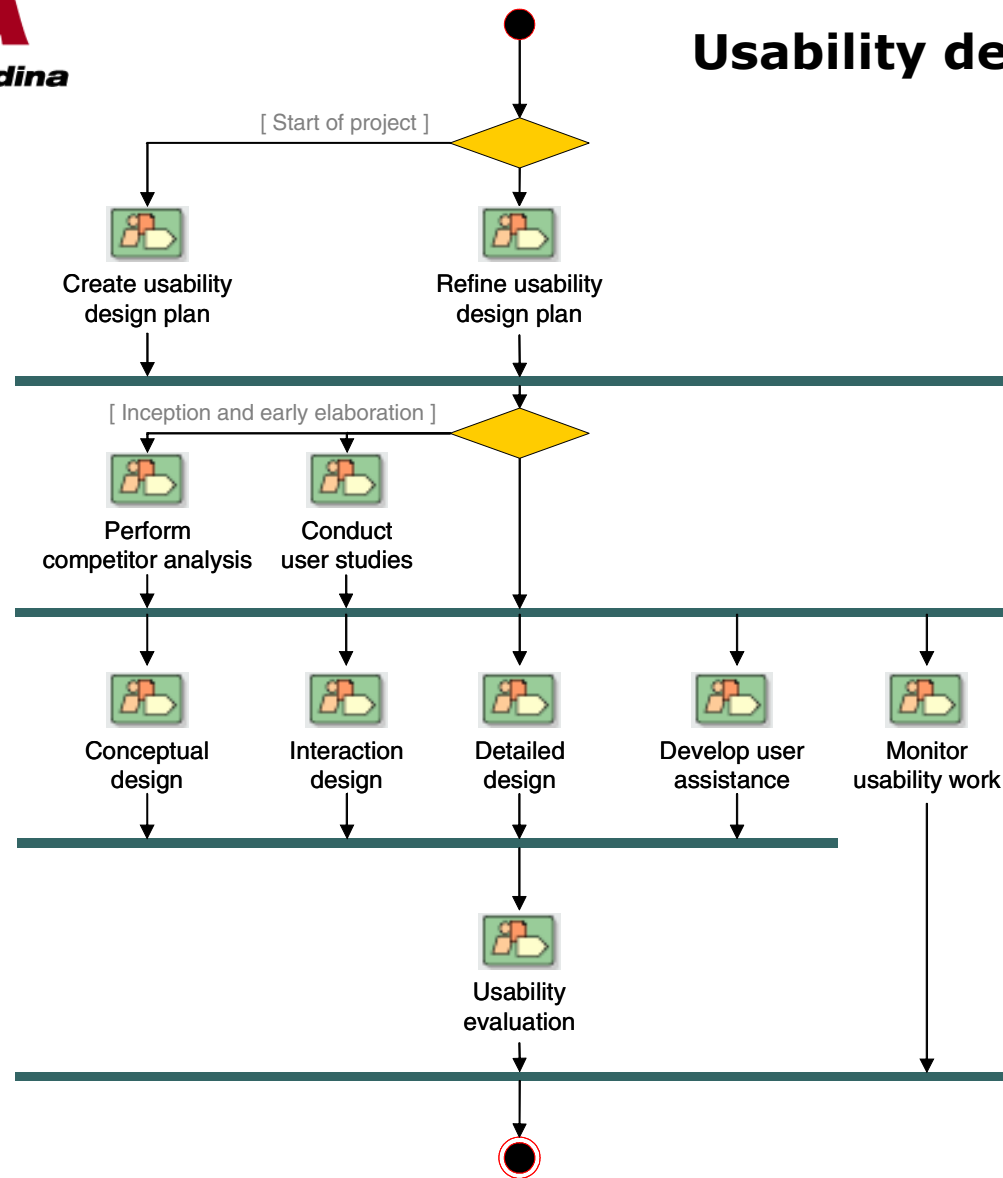 dina
Usability de
[ Start of project ]
Create usability
design plan
Refine usability
design plan
[ Inception and early elaboration ]
Perform
competitor analysis
Conduct
user studies
Conceptual
design
Interaction
design
Detailed
design
Develop user
assistance
Monitor
usability work
Usability
evaluation